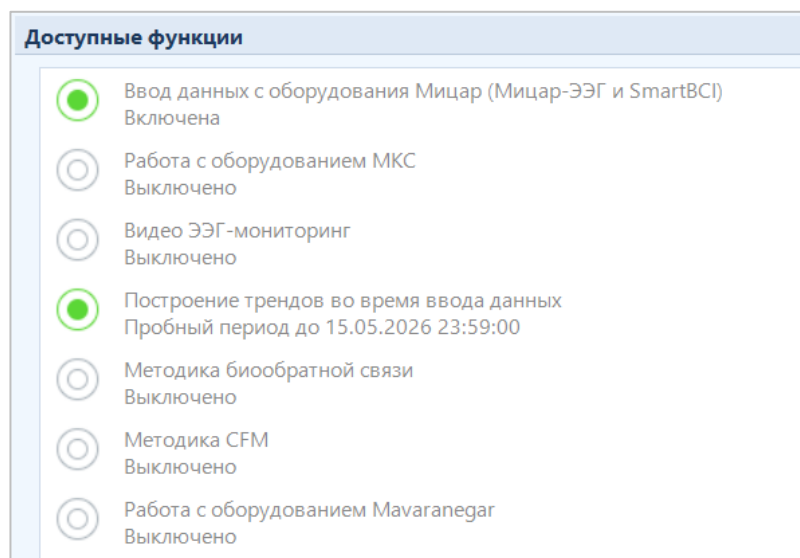 Доступные функции
Ввод данных с оборудования Мицар (Мицар-ЭЭГ и SmartBCI)
Включена
Работа с оборудованием МКС
Выключено
Видео ЭЭГ-мониторинг
Выключено
Построение трендов во время ввода данных
Пробный период до 15.05.2026 23:59:00
Методика биообратной связи
Выключено
Методика CFM
Выключено
Работа с оборудованием Mavaranegar
Выключено